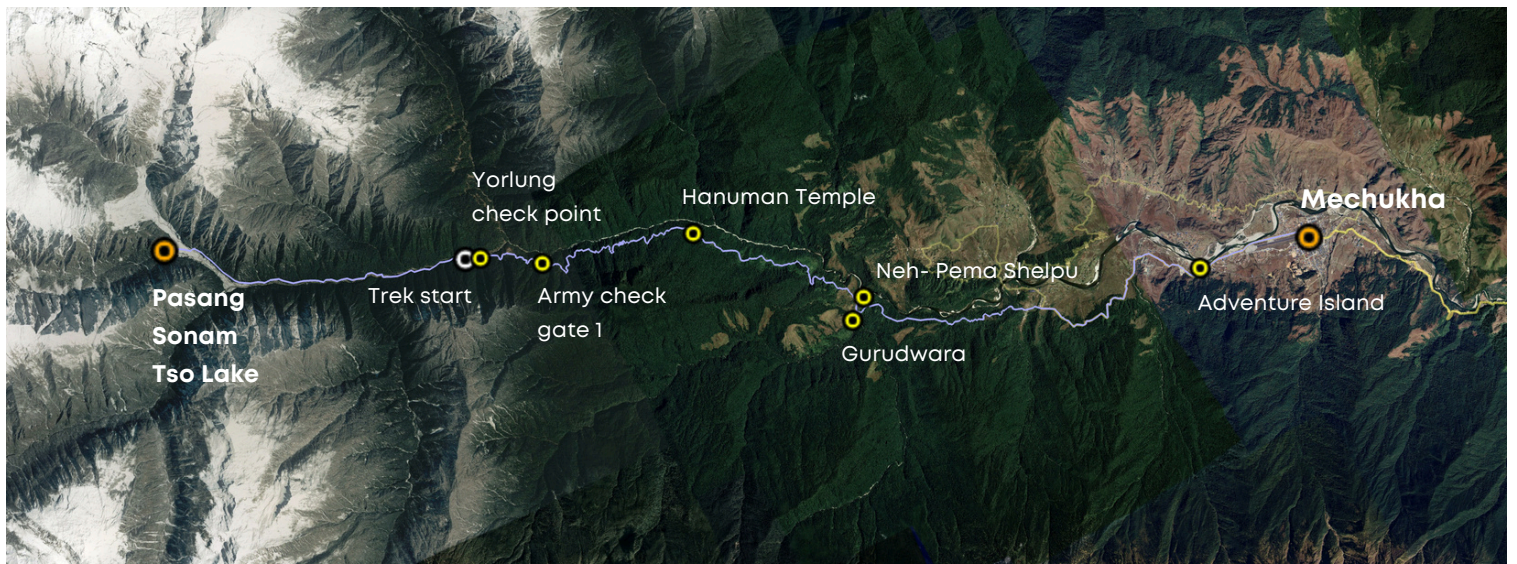 Yorlung
check point
Hanuman Temple
Mechukha
Neh- Pema Shelpu
Pasang
Sonam
Tso Lake
Trek start
Army check
gate 1
Adventure Island
Gurudwara